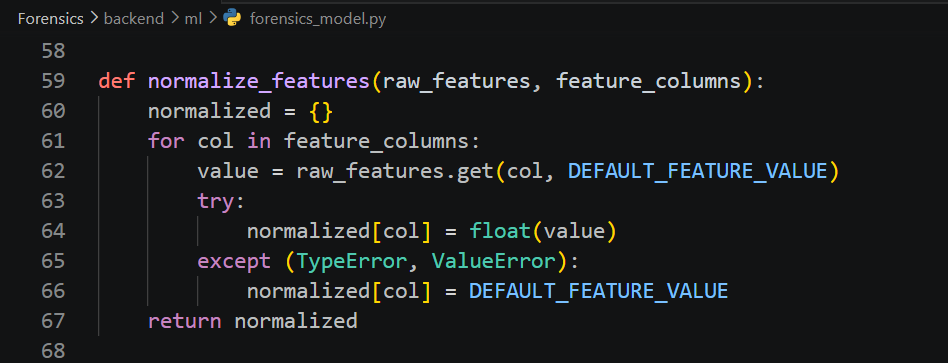 Forensics > backend > ml > forensics_model.py
58
59 def normalize_features(raw_features, feature_columns):
60     normalized = {}
61     for col in feature_columns:
62         value = raw_features.get(col, DEFAULT_FEATURE_VALUE)
63         try:
64             normalized[col] = float(value)
65         except (TypeError, ValueError):
66             normalized[col] = DEFAULT_FEATURE_VALUE
67     return normalized
68